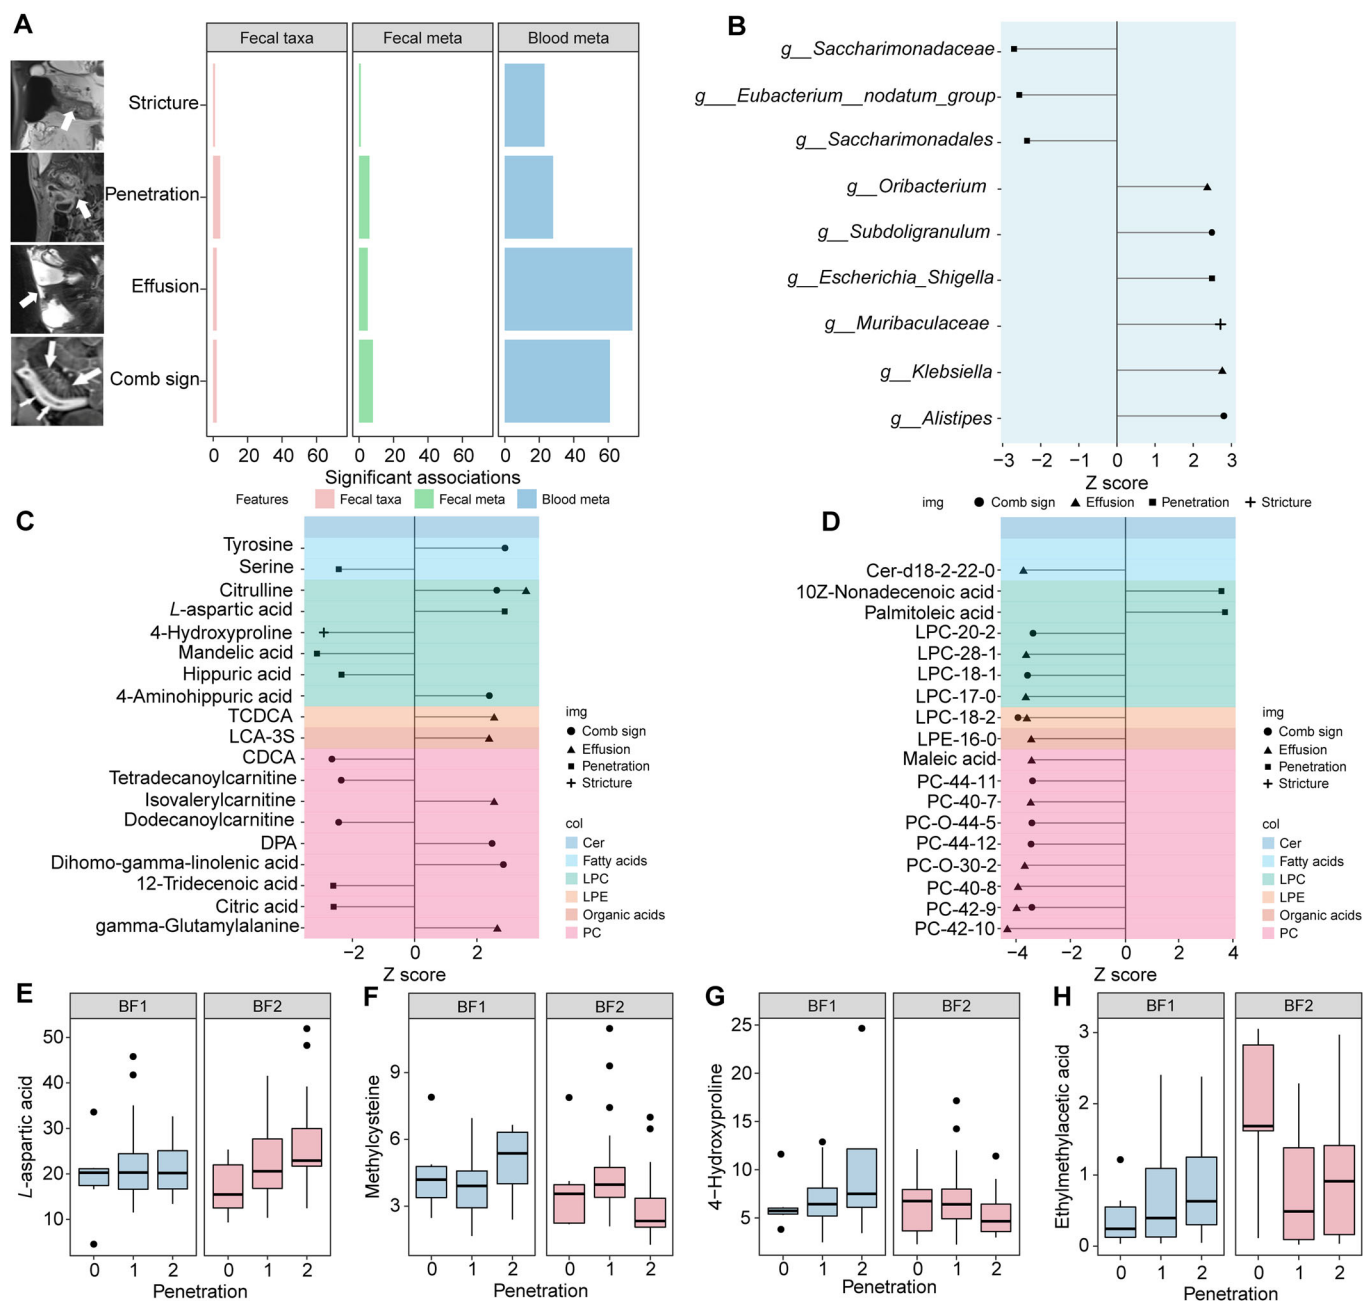 A
Fecal taxa
Fecal meta
Blood meta
Stricture
Penetration
Effusion
Comb sign
0 20 40 60 0 20 40 60 0 20 40 60
Significant associations
Features Fecal taxa Fecal meta Blood meta
B
g__Saccharimonadaceae
g___Eubacterium__nodatum_group
g__Saccharimonadales
g__Oribacterium
g__Subdoligranulum
g__Escherichia_Shigella
g__Muribaculaceae
g__Klebsiella
g__Alistipes
−3 −2 −1 0 1 2 3
Z score
img Comb sign Effusion Penetration Stricture
C
Tyrosine
Serine
Citrulline
L-aspartic acid
4-Hydroxyproline
Mandelic acid
Hippuric acid
4-Aminohippuric acid
TCDCA
LCA-3S
CDCA
Tetradecanoylcarnitine
Isovalerylcarnitine
Dodecanoylcarnitine
DPA
Dihomo-gamma-linolenic acid
12-Tridecenoic acid
Citric acid
gamma-Glutamylalanine
−2 0 2
Z score
img
Comb sign
Effusion
Penetration
Stricture
col
Cer
Fatty acids
LPC
LPE
Organic acids
PC
D
Cer-d18-2-22-0
10Z-Nonadecenoic acid
Palmitoleic acid
LPC-20-2
LPC-28-1
LPC-18-1
LPC-17-0
LPC-18-2
LPE-16-0
Maleic acid
PC-44-11
PC-40-7
PC-O-44-5
PC-44-12
PC-O-30-2
PC-40-8
PC-42-9
PC-42-10
−4 −2 0 2 4
Z score
img
Comb sign
Effusion
Penetration
Stricture
col
Cer
Fatty acids
LPC
LPE
Organic acids
PC
E
BF1 BF2
L-aspartic acid
50
40
30
20
10
0 1 2 0 1 2
Penetration
F
BF1 BF2
Methylcysteine
9
6
3
0 1 2 0 1 2
Penetration
G
BF1 BF2
4−Hydroxyproline
25
20
15
10
5
0 1 2 0 1 2
Penetration
H
BF1 BF2
Ethylmethylacetic acid
3
2
1
0
0 1 2 0 1 2
Penetration